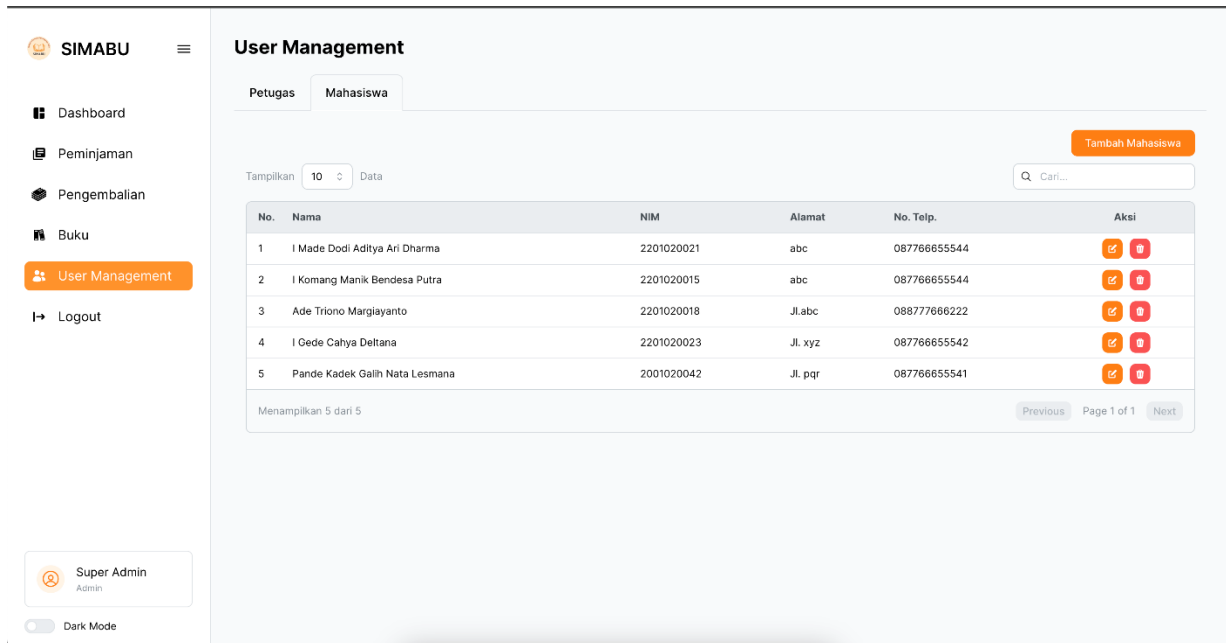 SIMABU
Dashboard
Peminjaman
Pengembalian
Buku
User Management
Logout
Super Admin
Admin
Dark Mode
User Management
Petugas Mahasiswa
Tambah Mahasiswa
Tampilkan 10 Data
Cari...
No. Nama NIM Alamat No. Telp. Aksi
1 I Made Dodi Aditya Ari Dharma 2201020021 abc 087766655544
2 I Komang Manik Bendesa Putra 2201020015 abc 087766655544
3 Ade Triono Margiayanto 2201020018 Jl.abc 088777666222
4 I Gede Cahya Deltana 2201020023 Jl. xyz 087766655542
5 Pande Kadek Galih Nata Lesmana 2001020042 Jl. pqr 087766655541
Menampilkan 5 dari 5
Previous Page 1 of 1 Next